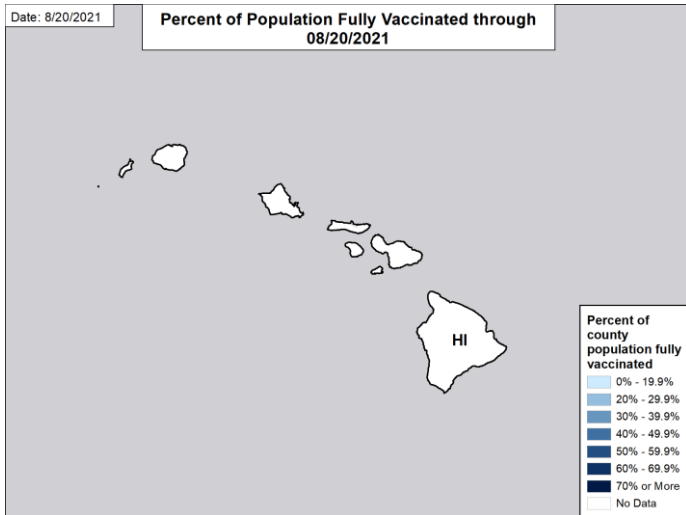 Date: 8/20/2021
Percent of Population Fully Vaccinated through
08/20/2021
HI
Percent of
county
population fully
vaccinated
0% - 19.9%
20% - 29.9%
30% - 39.9%
40% - 49.9%
50% - 59.9%
60% - 69.9%
70% or More
No Data